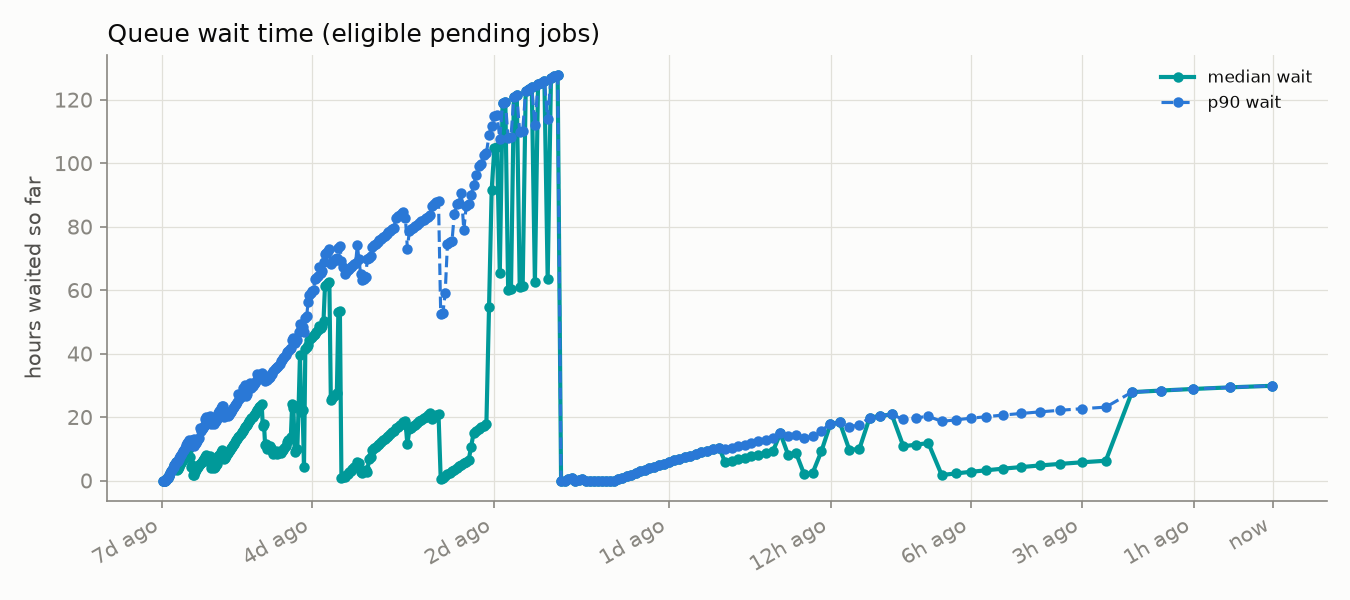 Queue wait time (eligible pending jobs)
median wait
p90 wait
hours waited so far
120
100
80
60
40
20
0
7d ago
4d ago
2d ago
1d ago
12h ago
6h ago
3h ago
1h ago
now